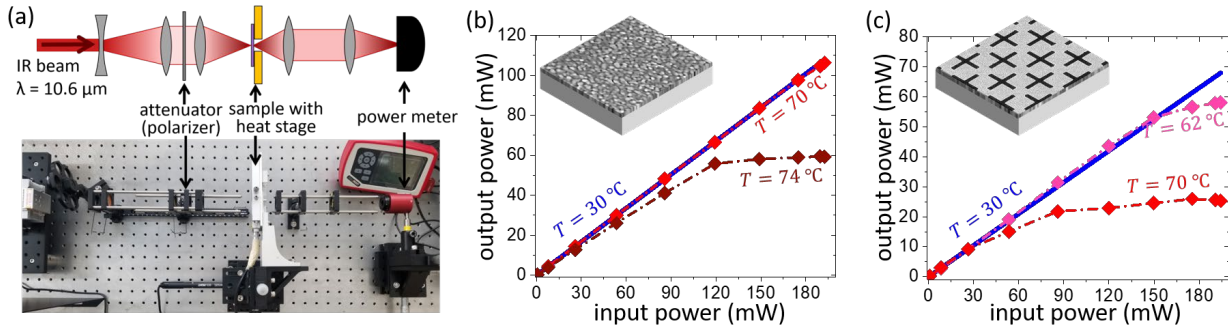 (a)
IR beam
λ = 10.6 µm
attenuator
(polarizer)
sample with
heat stage
power meter
(b)
output power (mW)
120
100
80
60
40
20
0
T = 30 °C
T = 70 °C
T = 74 °C
0 30 60 90 120 150 180
input power (mW)
(c)
output power (mW)
80
70
60
50
40
30
20
10
0
T = 30 °C
T = 62 °C
T = 70 °C
0 30 60 90 120 150 180
input power (mW)